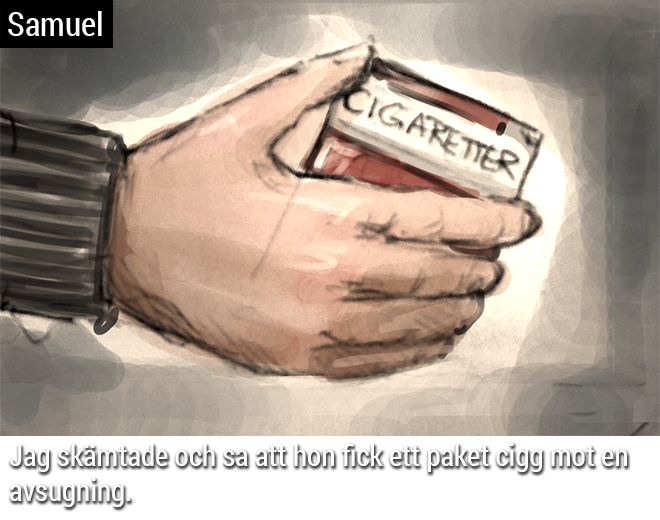 Samuel
CIGARETTER
Jag skämtade och sa att hon fick ett paket cigg mot en
avsugning.